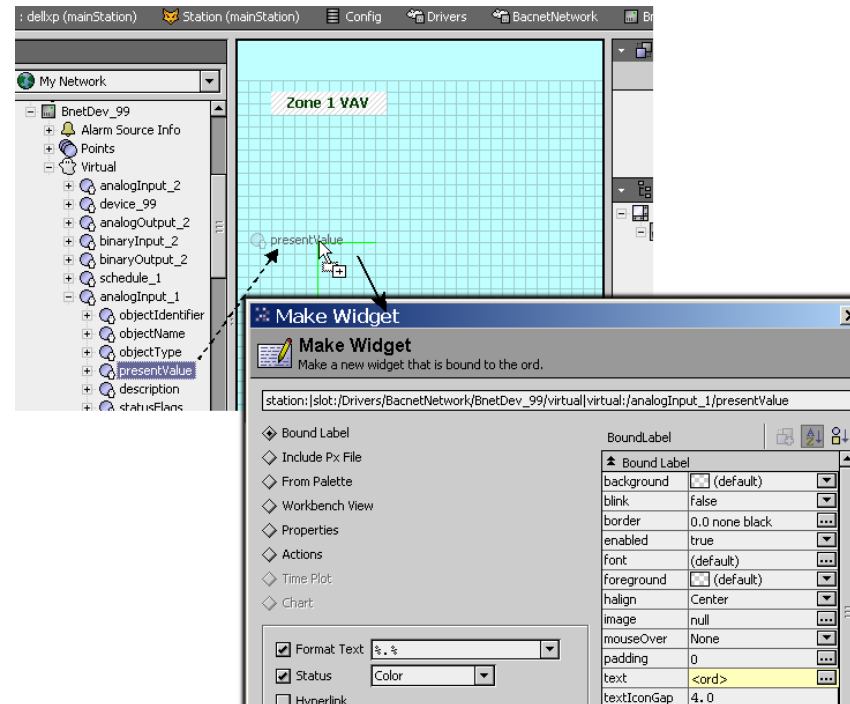 : dellxp (mainStation) Station (mainStation) Config Drivers BacnetNetwork Br
My Network
BnetDev_99
Alarm Source Info
Points
Virtual
analogInput_2
device_99
analogOutput_2
binaryInput_2
binaryOutput_2
schedule_1
analogInput_1
objectIdentifier
objectName
objectType
presentValue
description
statusFlags
Zone 1 VAV
presentValue
Make Widget
Make Widget
Make a new widget that is bound to the ord.
station:|slot:/Drivers/BacnetNetwork/BnetDev_99/virtual|virtual:/analogInput_1/presentValue
Bound Label
Include Px File
From Palette
Workbench View
Properties
Actions
Time Plot
Chart
Format Text %.%
Status Color
Hyperlink
BoundLabel
Bound Label
background (default)
blink false
border 0.0 none black
enabled true
font (default)
foreground (default)
halign Center
image null
mouseOver None
padding 0
text <ord>
textIconGap 4.0